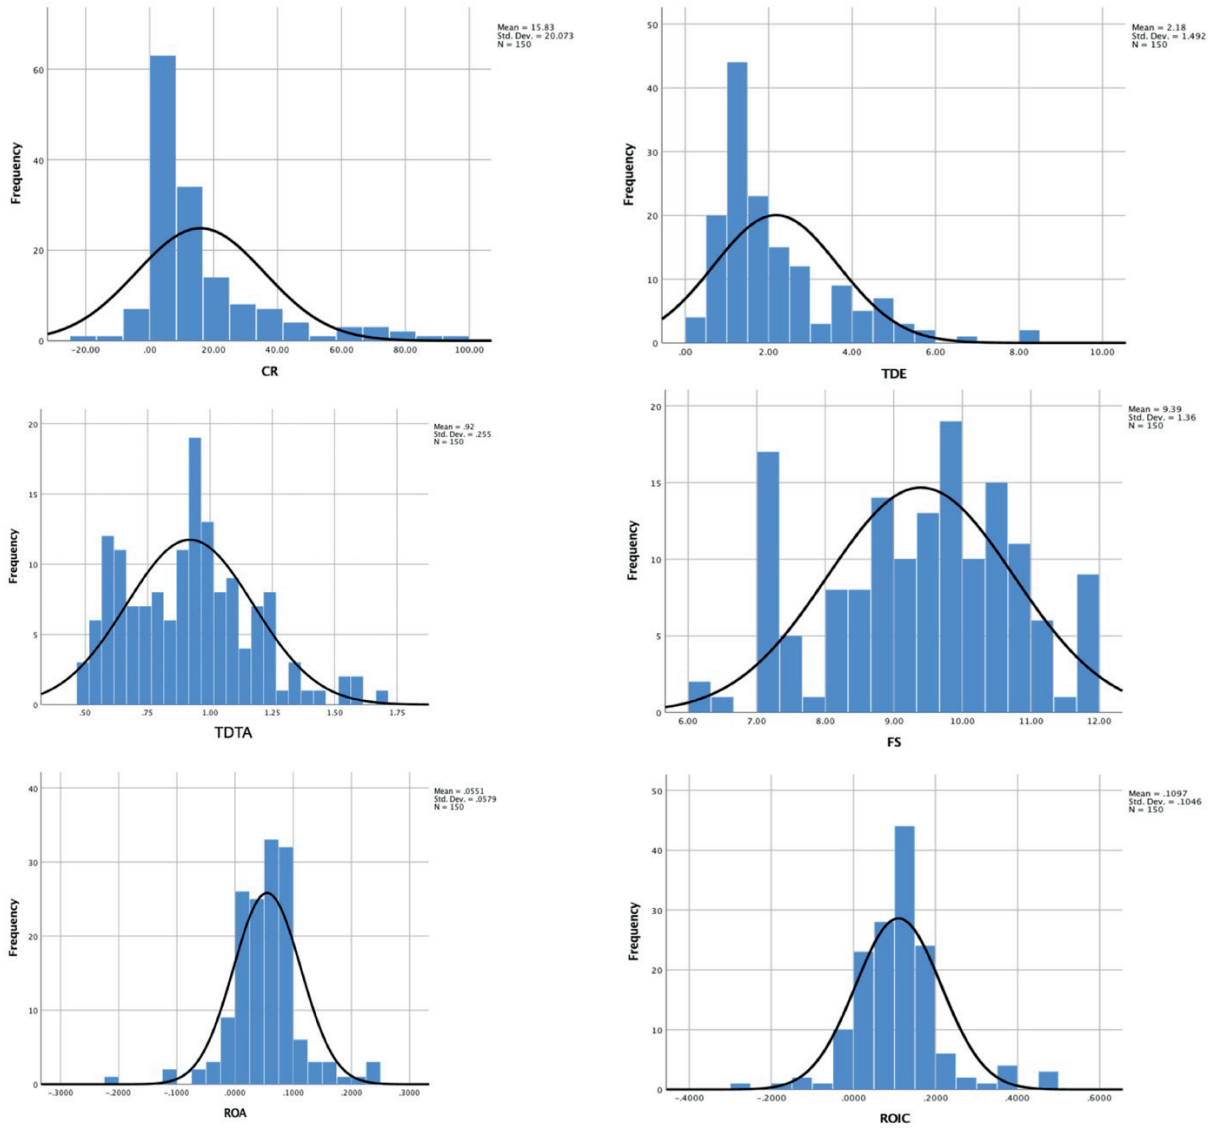 Mean = 15.83
Std. Dev. = 20.073
N = 150
Frequency
60
40
20
0
-20.00 .00 20.00 40.00 60.00 80.00 100.00
CR
Mean = 2.18
Std. Dev. = 1.492
N = 150
Frequency
50
40
30
20
10
0
.00 2.00 4.00 6.00 8.00 10.00
TDE
Mean = .92
Std. Dev. = .255
N = 150
Frequency
20
15
10
5
0
.50 .75 1.00 1.25 1.50 1.75
TDTA
Mean = 9.39
Std. Dev. = 1.36
N = 150
Frequency
20
15
10
5
0
6.00 7.00 8.00 9.00 10.00 11.00 12.00
FS
Mean = .0551
Std. Dev. = .0579
N = 150
Frequency
40
30
20
10
0
-.3000 -.2000 -.1000 .0000 .1000 .2000 .3000
ROA
Mean = .1097
Std. Dev. = .1046
N = 150
Frequency
50
40
30
20
10
0
-.4000 -.2000 .0000 .2000 .4000 .6000
ROIC